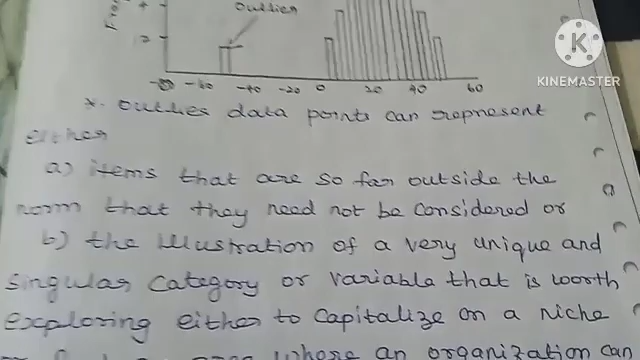 Outlier
4
2
-60 -40 -20 0 20 40 60
K
KINEMASTER
*. Outlier data points can represent
either
a) items that are so far outside the
norm that they need not be considered or
b) the illustration of a very unique and
singular category or variable that is worth
exploring either to capitalize on a niche
where an organization can